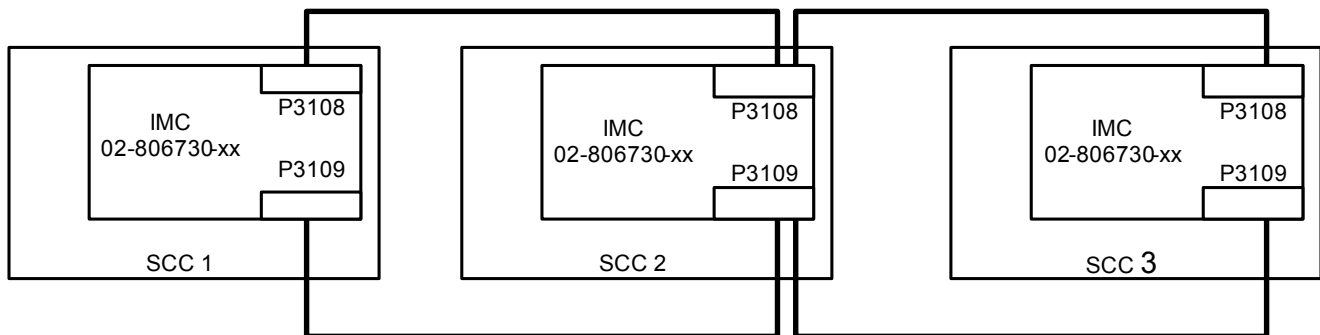 P3108
IMC
02-806730-xx
P3109
SCC 1
P3108
IMC
02-806730-xx
P3109
SCC 2
P3108
IMC
02-806730-xx
P3109
SCC 3